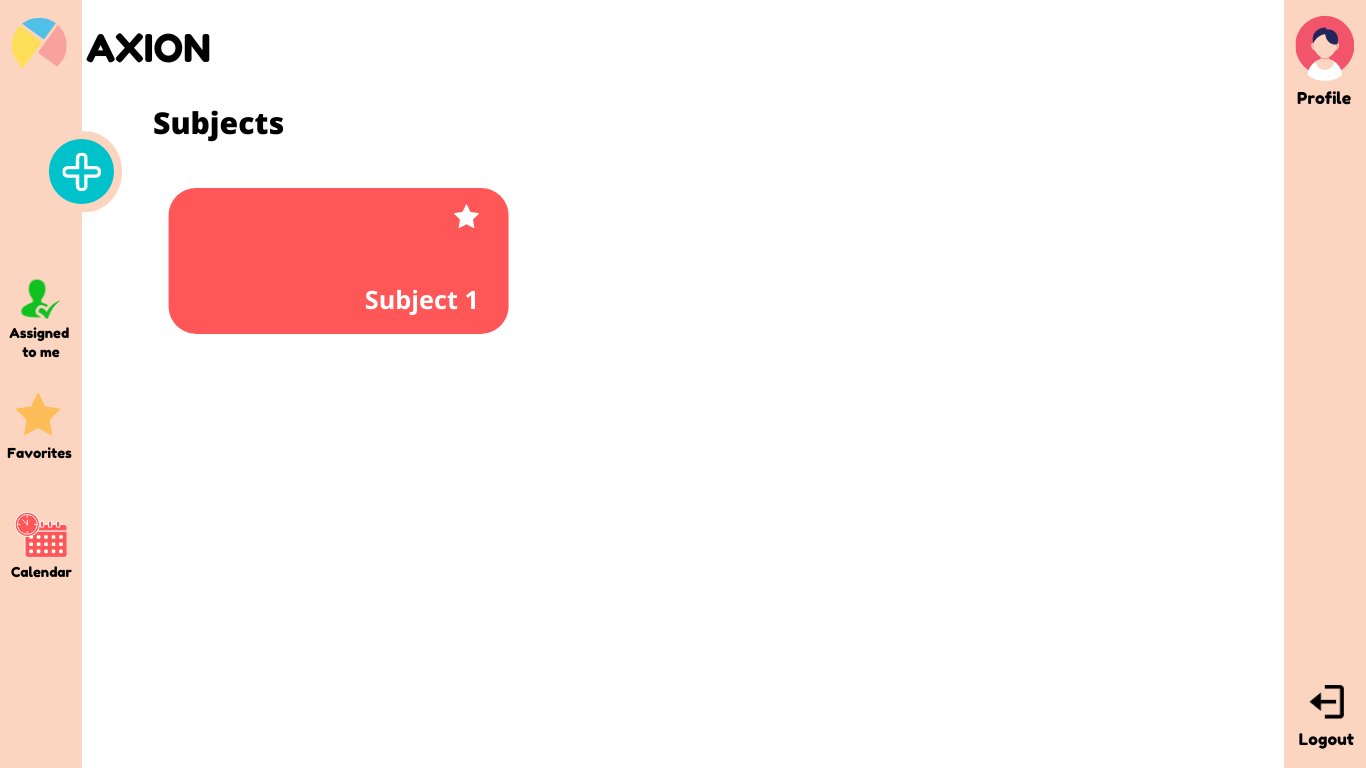 AXION
Profile
Subjects
Subject 1
Assigned
to me
Favorites
Calendar
Logout